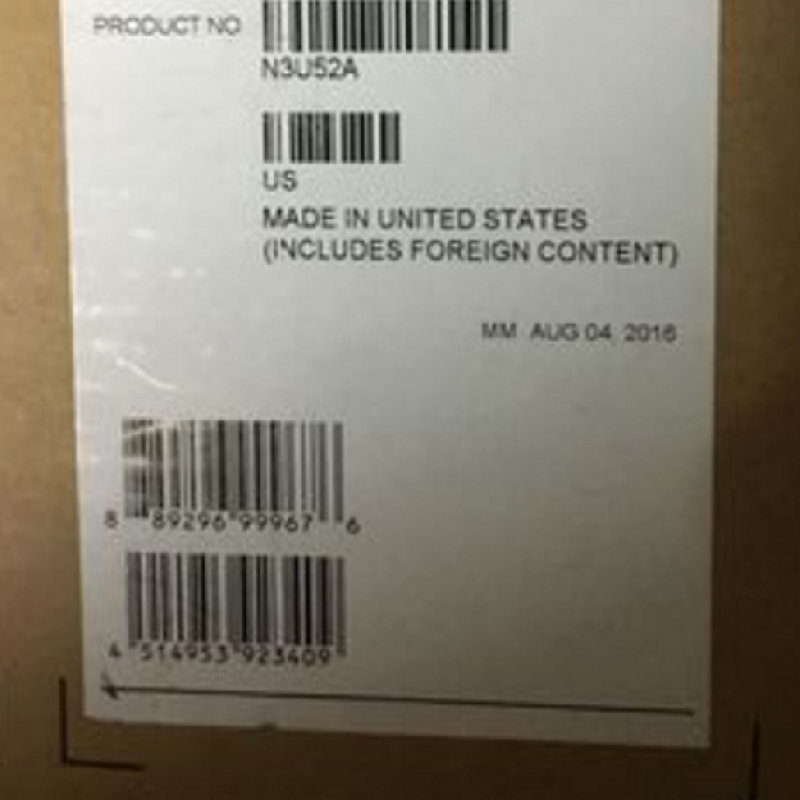 PRODUCT NO
N3U52A
US
MADE IN UNITED STATES
(INCLUDES FOREIGN CONTENT)
MM AUG 04, 2016
8 89296 99967 6
4 514953 923409